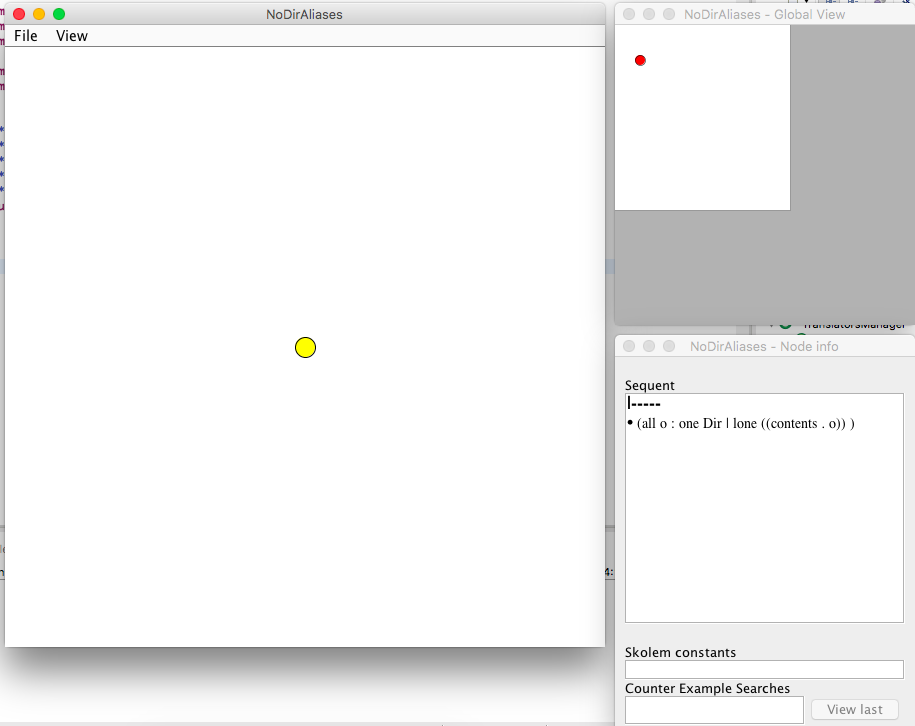 NoDirAliases
File View
NoDirAliases - Global View
TranslatorsManager
NoDirAliases - Node info
Sequent
|-----
• (all o : one Dir | lone ((contents . o)) )
4:
Skolem constants
Counter Example Searches
View last